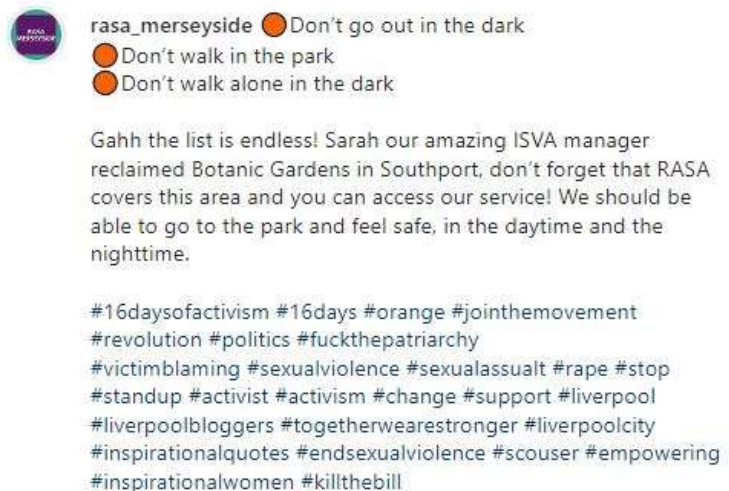 RASA
MERSEYSIDE
rasa_merseyside 🟠Don't go out in the dark
🟠Don't walk in the park
🟠Don't walk alone in the dark
Gahh the list is endless! Sarah our amazing ISVA manager
reclaimed Botanic Gardens in Southport, don't forget that RASA
covers this area and you can access our service! We should be
able to go to the park and feel safe, in the daytime and the
nighttime.
#16daysofactivism #16days #orange #jointhemovement
#revolution #politics #fuckthepatriarchy
#victimblaming #sexualviolence #sexualassualt #rape #stop
#standup #activist #activism #change #support #liverpool
#liverpoolbloggers #togetherwearestronger #liverpoolcity
#inspirationalquotes #endsexualviolence #scouser #empowering
#inspirationalwomen #killthebill